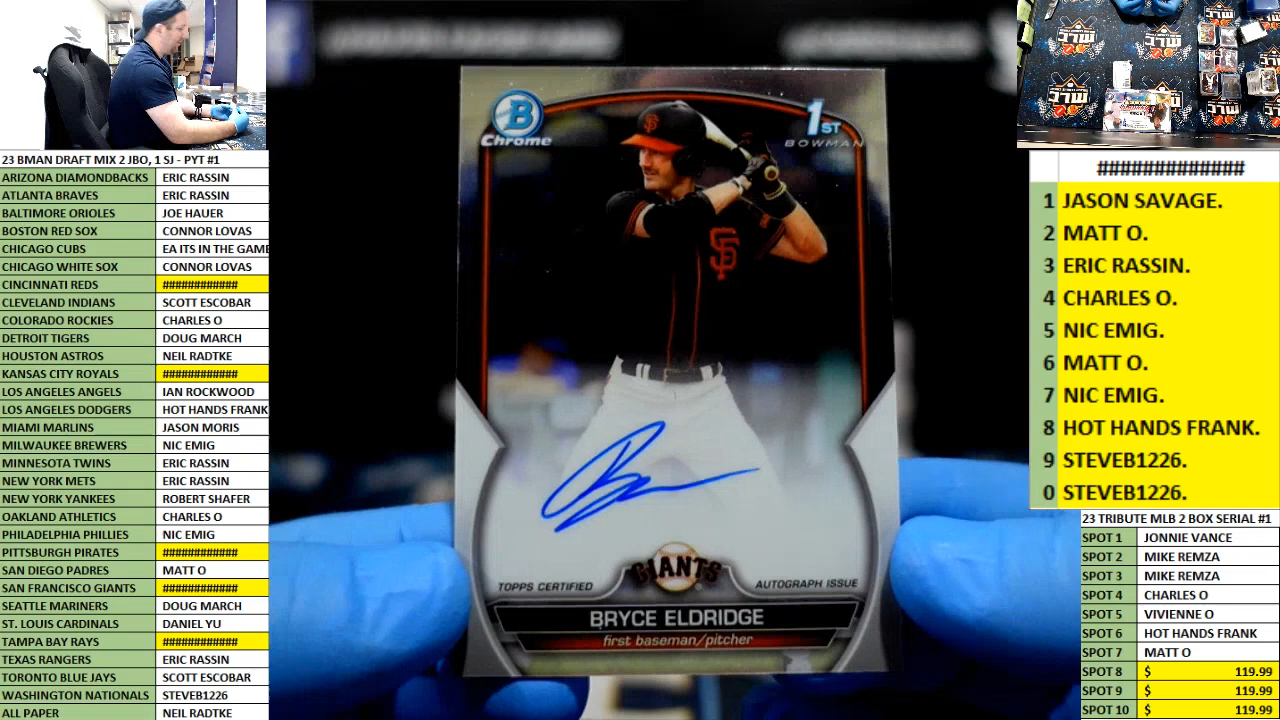 23 BMAN DRAFT MIX 2 JBO, 1 SJ - PYT #1
ARIZONA DIAMONDBACKS ERIC RASSIN
ATLANTA BRAVES ERIC RASSIN
BALTIMORE ORIOLES JOE HAUER
BOSTON RED SOX CONNOR LOVAS
CHICAGO CUBS EA ITS IN THE GAME
CHICAGO WHITE SOX CONNOR LOVAS
CINCINNATI REDS ############
CLEVELAND INDIANS SCOTT ESCOBAR
COLORADO ROCKIES CHARLES O
DETROIT TIGERS DOUG MARCH
HOUSTON ASTROS NEIL RADTKE
KANSAS CITY ROYALS ############
LOS ANGELES ANGELS IAN ROCKWOOD
LOS ANGELES DODGERS HOT HANDS FRANK
MIAMI MARLINS JASON MORIS
MILWAUKEE BREWERS NIC EMIG
MINNESOTA TWINS ERIC RASSIN
NEW YORK METS ERIC RASSIN
NEW YORK YANKEES ROBERT SHAFER
OAKLAND ATHLETICS CHARLES O
PHILADELPHIA PHILLIES NIC EMIG
PITTSBURGH PIRATES ############
SAN DIEGO PADRES MATT O
SAN FRANCISCO GIANTS ############
SEATTLE MARINERS DOUG MARCH
ST. LOUIS CARDINALS DANIEL YU
TAMPA BAY RAYS ############
TEXAS RANGERS ERIC RASSIN
TORONTO BLUE JAYS SCOTT ESCOBAR
WASHINGTON NATIONALS STEVEB1226
ALL PAPER NEIL RADTKE
B
Chrome
1ST
BOWMAN
SF
GIANTS
TOPPS CERTIFIED AUTOGRAPH ISSUE
BRYCE ELDRIDGE
first baseman/pitcher
#############
1 JASON SAVAGE.
2 MATT O.
3 ERIC RASSIN.
4 CHARLES O.
5 NIC EMIG.
6 MATT O.
7 NIC EMIG.
8 HOT HANDS FRANK.
9 STEVEB1226.
0 STEVEB1226.
23 TRIBUTE MLB 2 BOX SERIAL #1
SPOT 1 JONNIE VANCE
SPOT 2 MIKE REMZA
SPOT 3 MIKE REMZA
SPOT 4 CHARLES O
SPOT 5 VIVIENNE O
SPOT 6 HOT HANDS FRANK
SPOT 7 MATT O
SPOT 8 $ 119.99
SPOT 9 $ 119.99
SPOT 10 $ 119.99